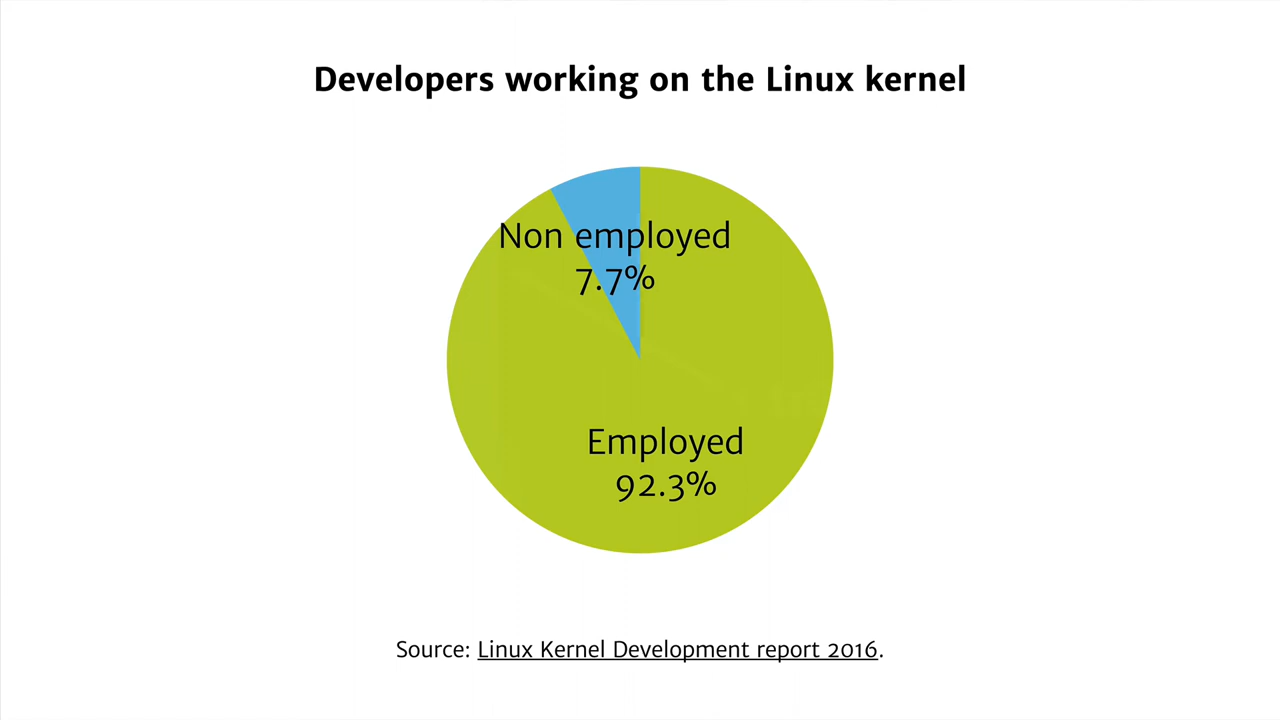 Developers working on the Linux kernel
Non employed
7.7%
Employed
92.3%
Source: Linux Kernel Development report 2016.